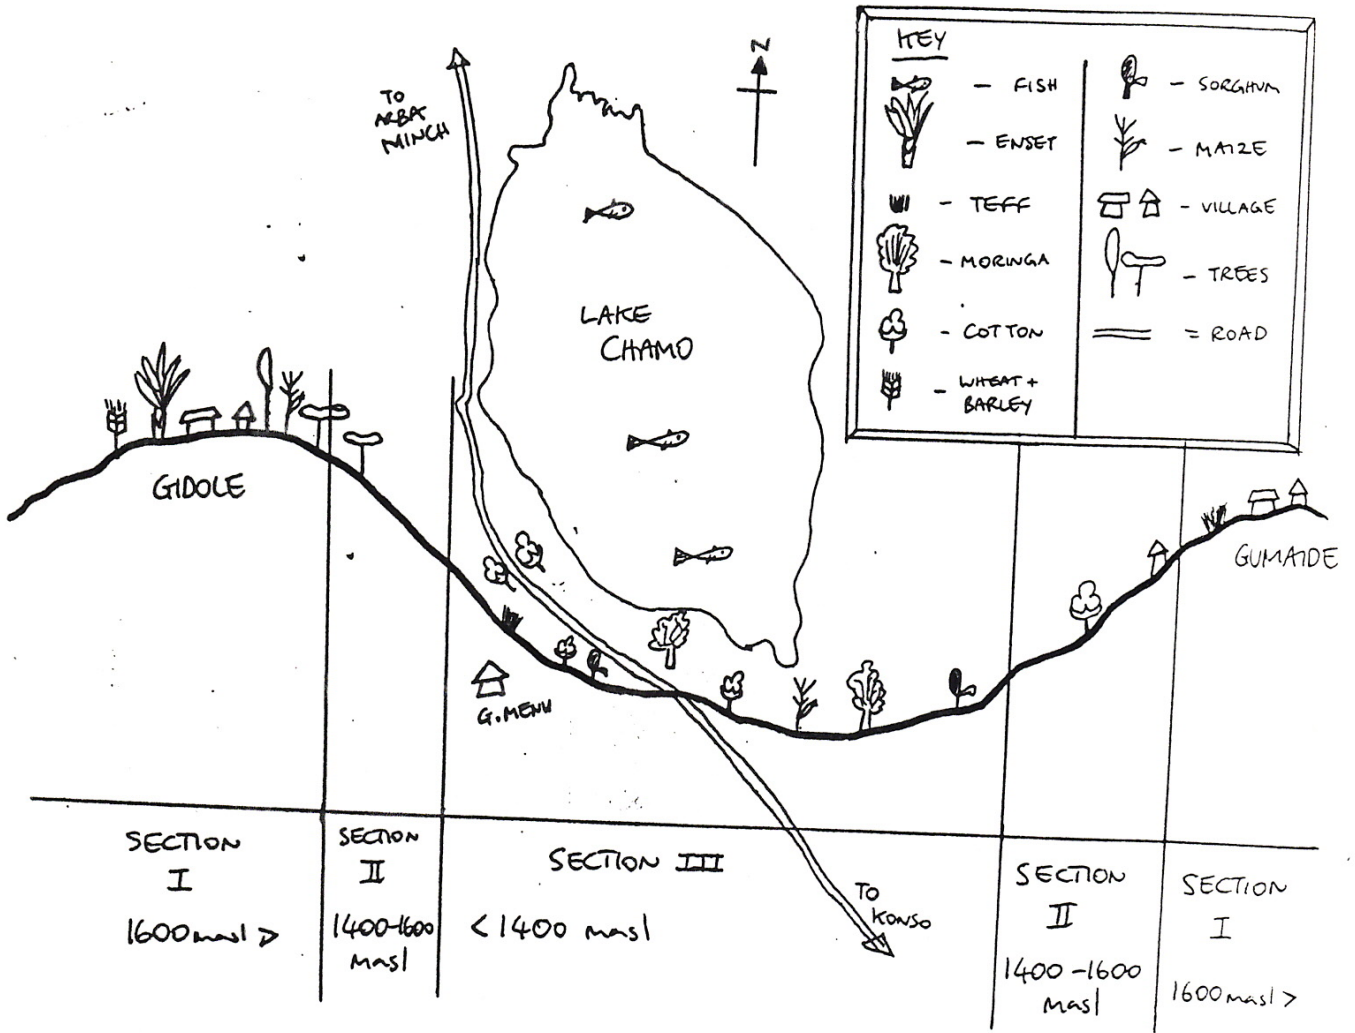 KEY
- FISH
- ENSET
- TEFF
- MORINGA
- COTTON
- WHEAT +
BARLEY
- SORGHUM
- MAIZE
- VILLAGE
- TREES
= ROAD
N
TO
ARBA
MINCH
LAKE
CHAMO
GIDOLE
GUMAIDE
G. MENH
TO
KONSO
SECTION
I
1600 masl >
SECTION
II
1400-1600
masl
SECTION III
< 1400 masl
SECTION
II
1400-1600
masl
SECTION
I
1600 masl >